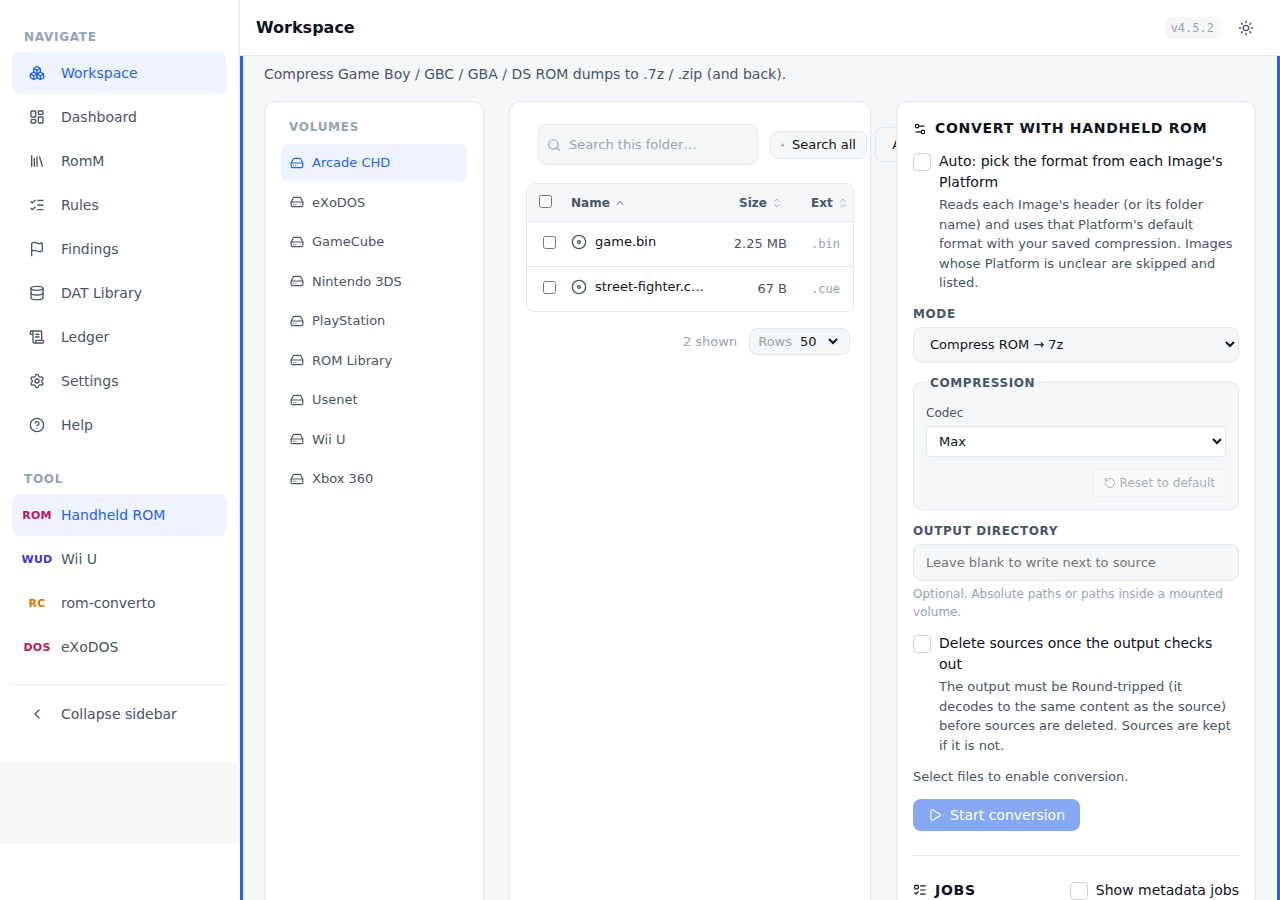 NAVIGATE
Workspace
Dashboard
RomM
Rules
Findings
DAT Library
Ledger
Settings
Help
TOOL
ROM Handheld ROM
WUD Wii U
RC rom-converto
DOS eXoDOS
Collapse sidebar
Workspace
v4.5.2
Compress Game Boy / GBC / GBA / DS ROM dumps to .7z / .zip (and back).
VOLUMES
Arcade CHD
eXoDOS
GameCube
Nintendo 3DS
PlayStation
ROM Library
Usenet
Wii U
Xbox 360
Search this folder…
Search all
Name Size Ext
game.bin 2.25 MB .bin
street-fighter.c… 67 B .cue
2 shown Rows 50
CONVERT WITH HANDHELD ROM
Auto: pick the format from each Image's
Platform
Reads each Image's header (or its folder
name) and uses that Platform's default
format with your saved compression. Images
whose Platform is unclear are skipped and
listed.
MODE
Compress ROM → 7z
COMPRESSION
Codec
Max
Reset to default
OUTPUT DIRECTORY
Leave blank to write next to source
Optional. Absolute paths or paths inside a mounted
volume.
Delete sources once the output checks
out
The output must be Round-tripped (it
decodes to the same content as the source)
before sources are deleted. Sources are kept
if it is not.
Select files to enable conversion.
Start conversion
JOBS
Show metadata jobs